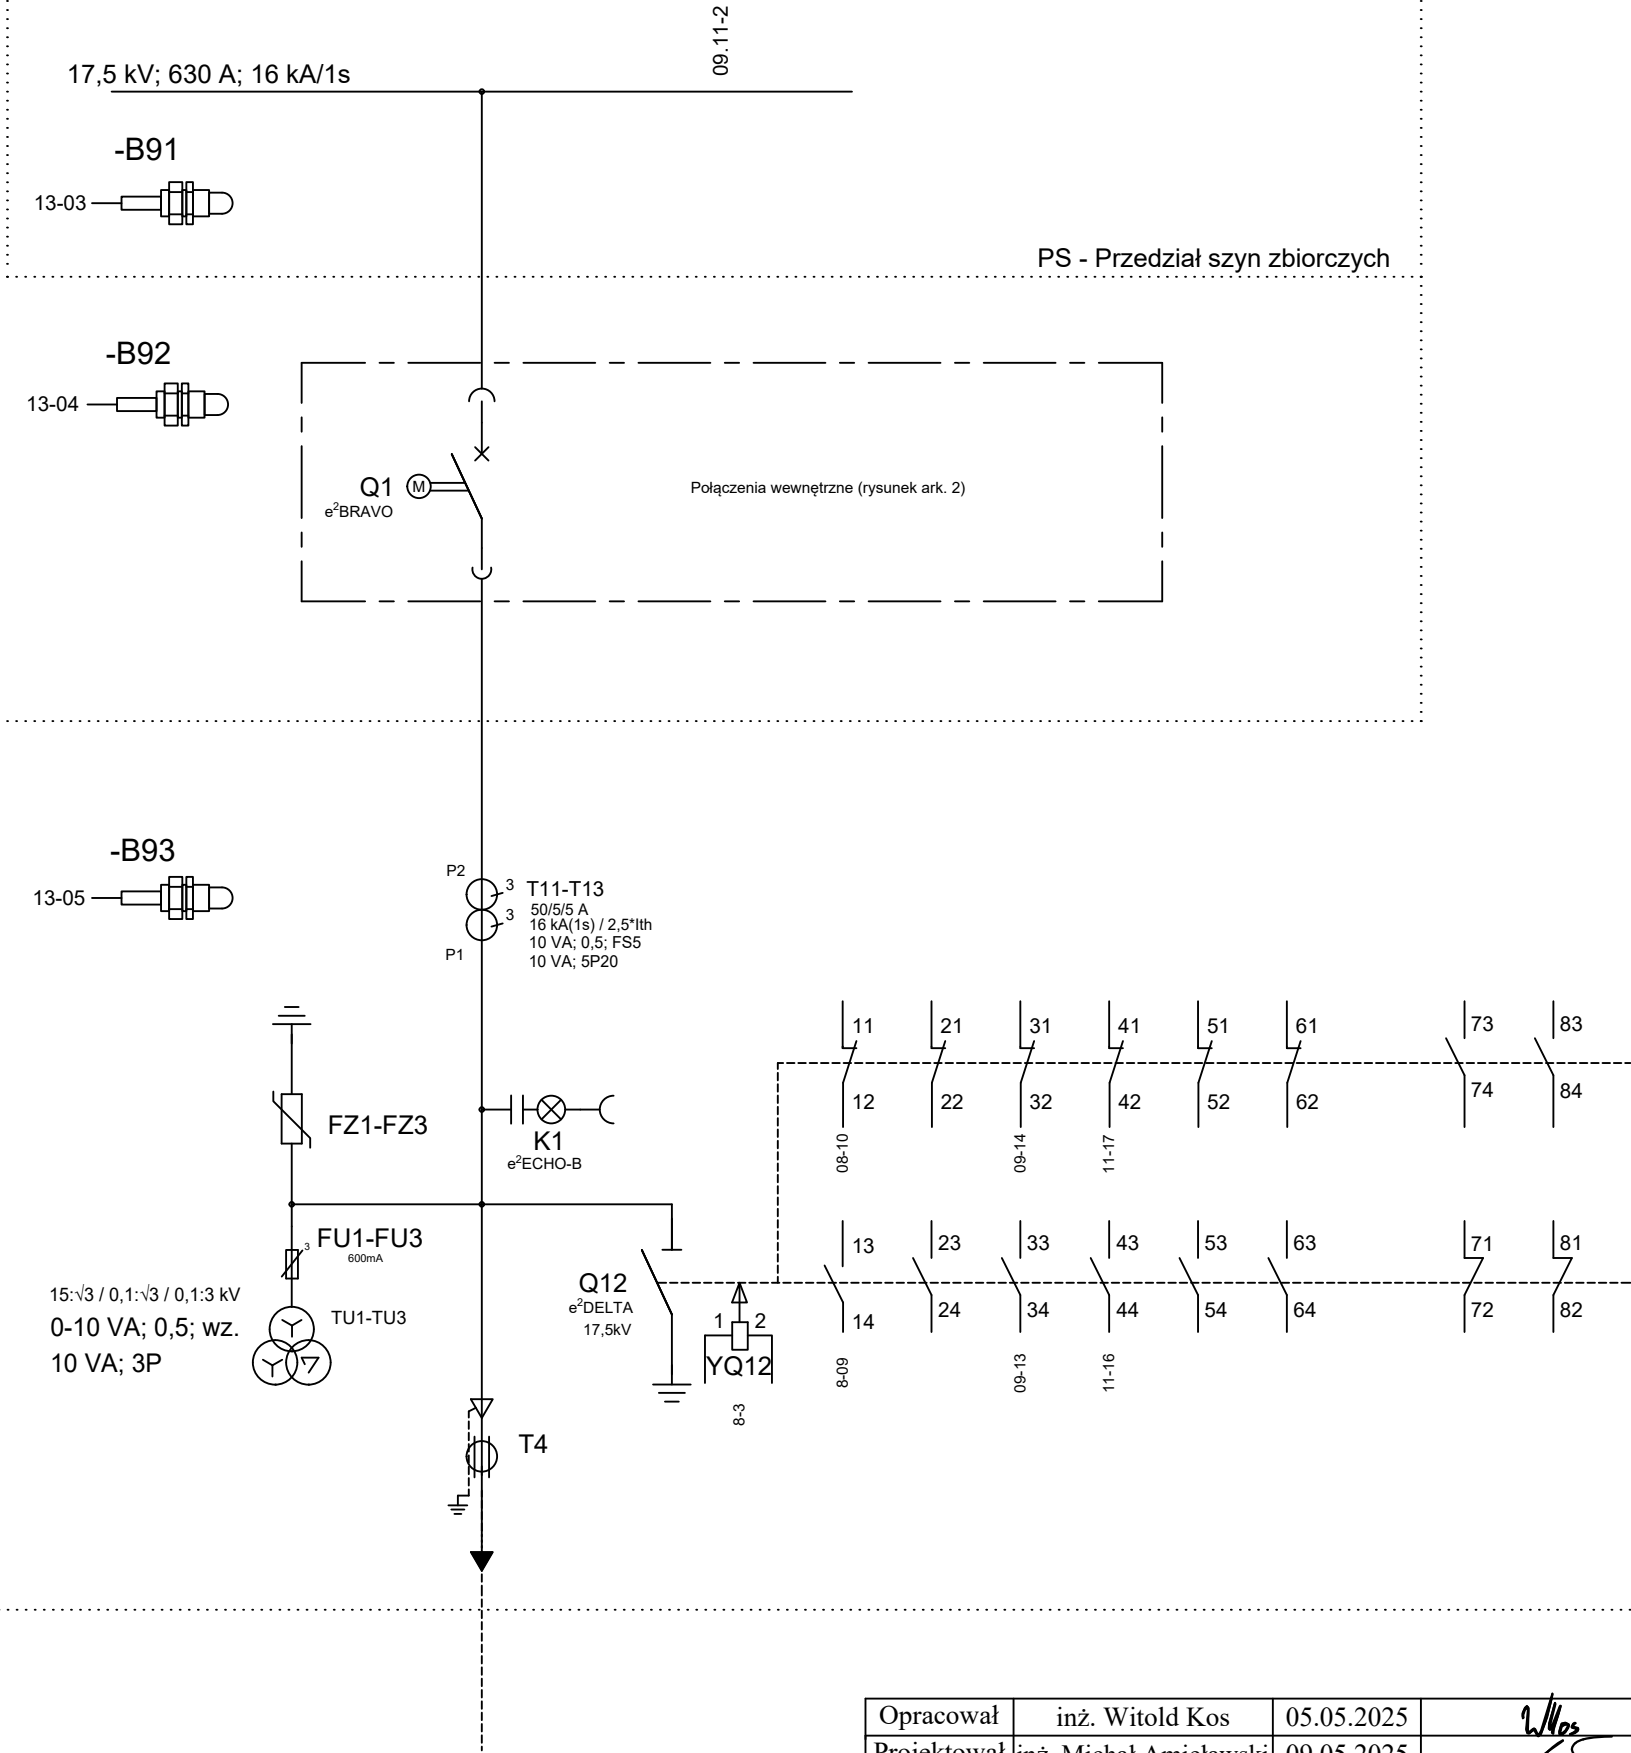 09.11-2
17,5 kV; 630 A; 16 kA/1s
-B91
13-03
PS - Przedział szyn zbiorczych
-B92
13-04
Q1
M
e²BRAVO
Połączenia wewnętrzne (rysunek ark. 2)
-B93
13-05
P2
3
T11-T13
50/5/5 A
3
16 kA(1s) / 2,5*Ith
10 VA; 0,5; FS5
P1
10 VA; 5P20
11 21 31 41 51 61 73 83
12 22 32 42 52 62 74 84
08-10 09-14 11-17
FZ1-FZ3
K1
e²ECHO-B
FU1-FU3
3
600mA
15:√3 / 0,1:√3 / 0,1:3 kV
0-10 VA; 0,5; wz.
10 VA; 3P
TU1-TU3
Q12
e²DELTA
17,5kV
1 2
YQ12
8-3
13 23 33 43 53 63 71 81
14 24 34 44 54 64 72 82
8-09 09-13 11-16
T4
Opracował inż. Witold Kos 05.05.2025
Projektował inż. Michał 09.05.2025